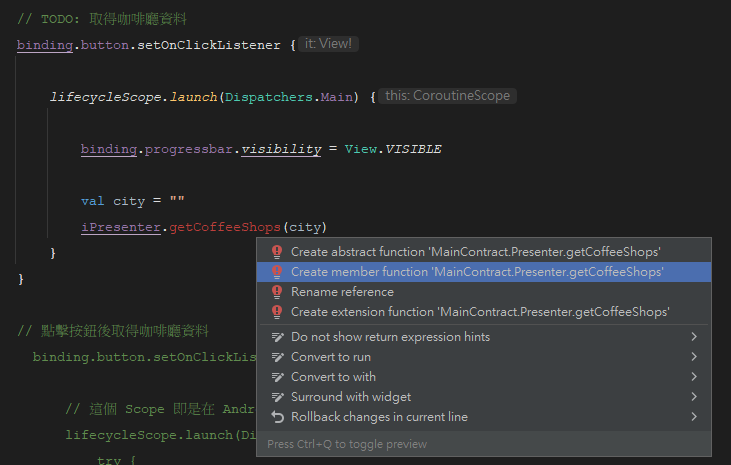 // TODO: 取得咖啡廳資料
binding.button.setOnClickListener { it: View!
lifecycleScope.launch(Dispatchers.Main) { this: CoroutineScope
binding.progressbar.visibility = View.VISIBLE
val city = ""
iPresenter.getCoffeeShops(city)
}
}
Create abstract function 'MainContract.Presenter.getCoffeeShops'
Create member function 'MainContract.Presenter.getCoffeeShops'
Rename reference
Create extension function 'MainContract.Presenter.getCoffeeShops'
Do not show return expression hints
Convert to run
Convert to with
Surround with widget
Rollback changes in current line
Press Ctrl+Q to toggle preview
// 點擊按鈕後取得咖啡廳資料
binding.button.setOnClickLis
// 這個 Scope 即是在 Andr
lifecycleScope.launch(Di
try {